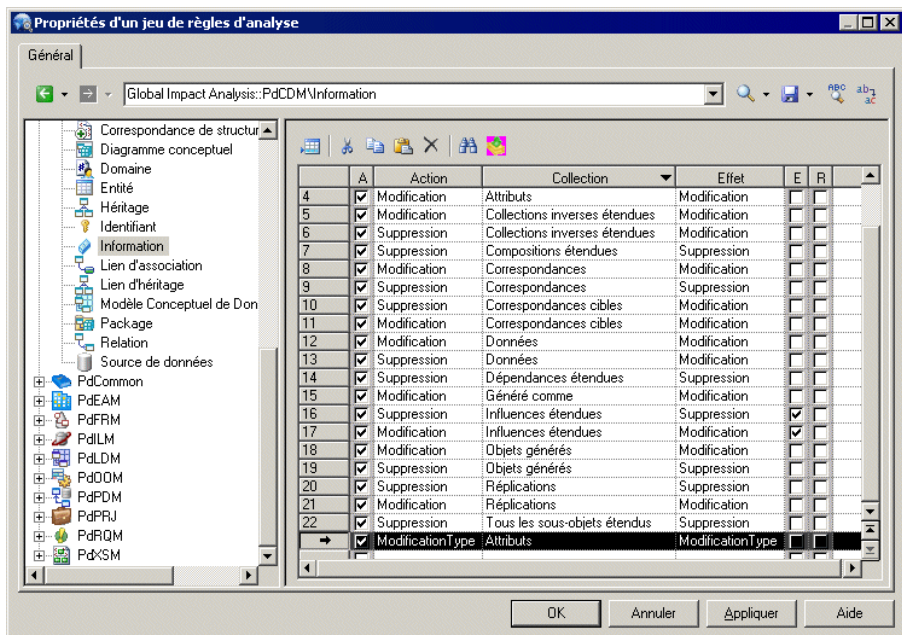 Propriétés d'un jeu de règles d'analyse
Général
Global Impact Analysis::PdCDM\Information
Correspondance de structur
Diagramme conceptuel
Domaine
Entité
Héritage
Identifiant
Information
Lien d'association
Lien d'héritage
Modèle Conceptuel de Don
Package
Relation
Source de données
PdCommon
PdEAM
PdFRM
PdILM
PdLDM
PdOOM
PdPDM
PdPRJ
PdRQM
PdXSM
A Action Collection Effet E R
4 Modification Attributs Modification
5 Modification Collections inverses étendues Modification
6 Suppression Collections inverses étendues Modification
7 Suppression Compositions étendues Suppression
8 Modification Correspondances Modification
9 Suppression Correspondances Suppression
10 Suppression Correspondances cibles Modification
11 Modification Correspondances cibles Modification
12 Modification Données Modification
13 Suppression Données Modification
14 Suppression Dépendances étendues Suppression
15 Modification Généré comme Modification
16 Suppression Influences étendues Suppression
17 Modification Influences étendues Modification
18 Modification Objets générés Modification
19 Suppression Objets générés Modification
20 Suppression Réplications Suppression
21 Modification Réplications Modification
22 Suppression Tous les sous-objets étendus Suppression
ModificationType Attributs ModificationType
OK Annuler Appliquer Aide